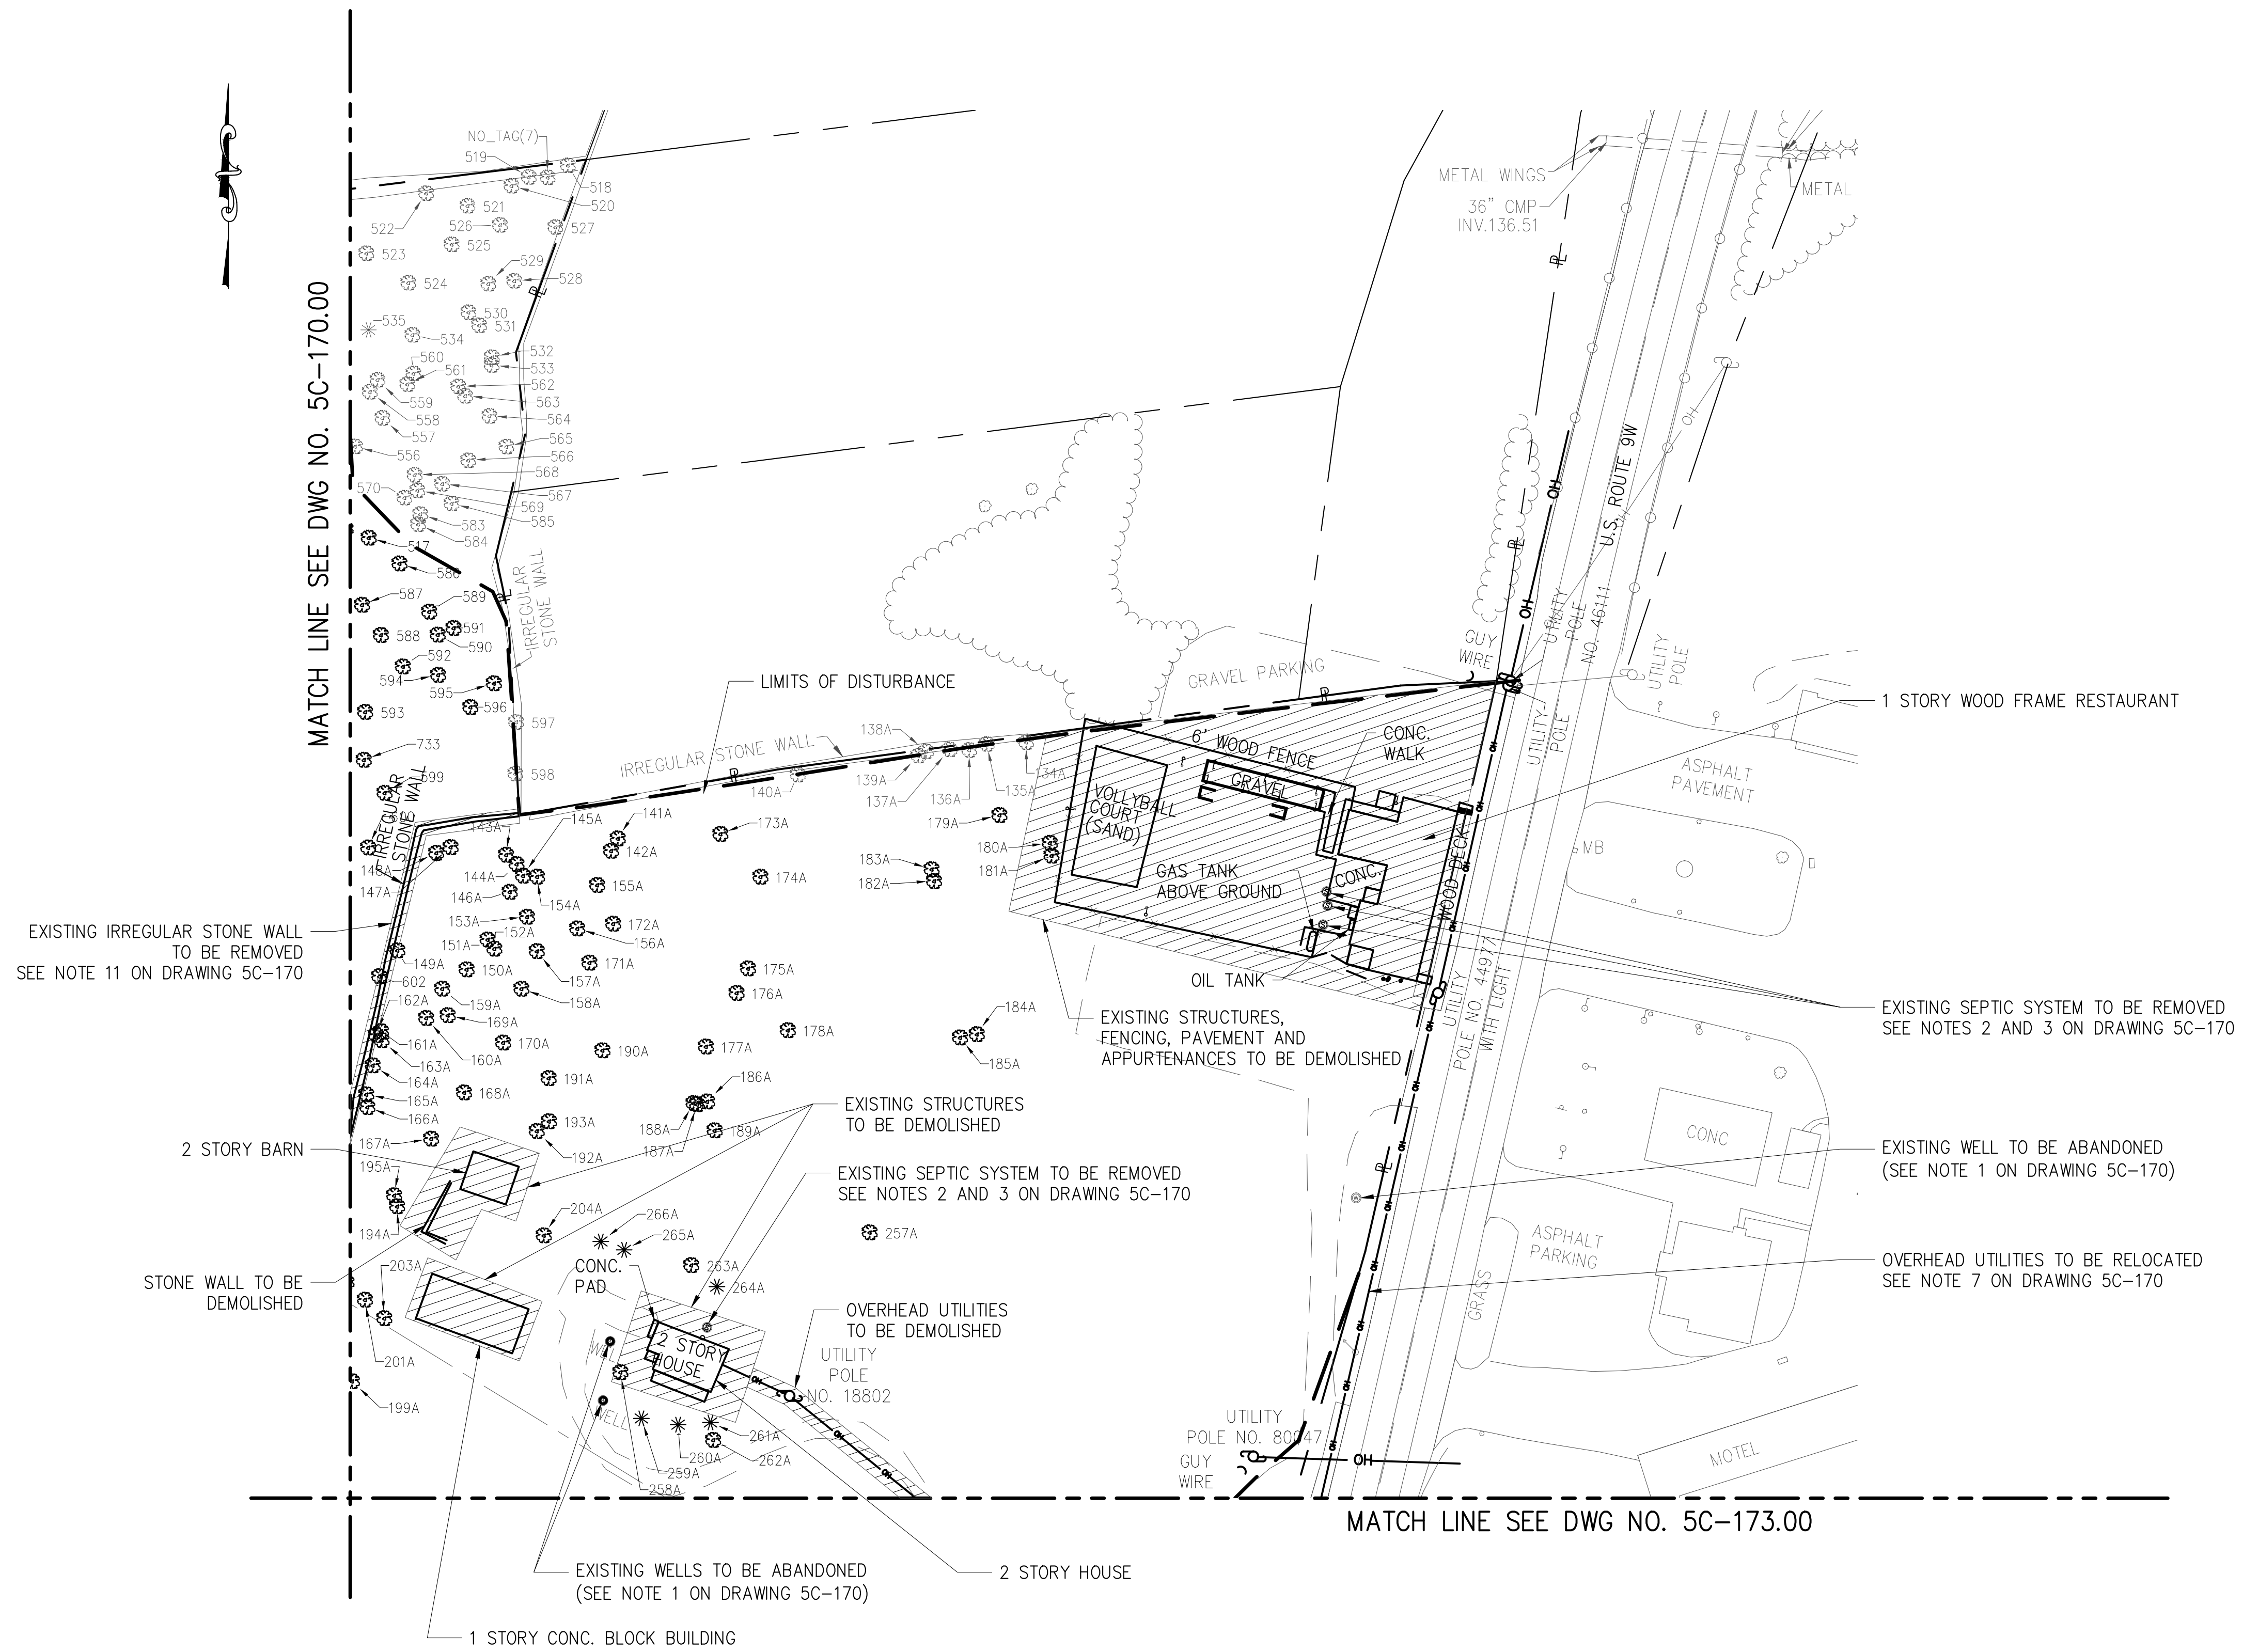 NO_TAG(7)
519
518
520
521
522
526
527
525
523
529
524
528
530
531
535
534
532
533
560
561
562
559
563
558
564
557
565
556
566
568
570
567
569
585
583
584
517
586
587
589
591
588
590
592
594
595
593
596
597
733
599
598
MATCH LINE SEE DWG NO. 5C-170.00
IRREGULAR
STONE WALL
METAL WINGS
36" CMP
INV.136.51
METAL
OH
U.S. ROUTE 9W
OH
OH
UTILITY
POLE
NO. 46111
GUY
WIRE
UTILITY
POLE
GRAVEL PARKING
LIMITS OF DISTURBANCE
1 STORY WOOD FRAME RESTAURANT
IRREGULAR STONE WALL
138A
139A
140A
137A
136A
135A
134A
6' WOOD FENCE
CONC.
WALK
GRAVEL
VOLLYBALL
COURT
(SAND)
UTILITY
POLE
ASPHALT
PAVEMENT
MB
WOOD DECK
CONC.
GAS TANK
ABOVE GROUND
OIL TANK
IRREGULAR
STONE WALL
143A
145A
141A
142A
148A
147A
144A
146A
154A
155A
173A
174A
179A
180A
181A
183A
182A
153A
152A
151A
172A
156A
149A
150A
157A
171A
602
159A
158A
162A
169A
161A
160A
170A
163A
164A
165A
166A
168A
167A
175A
176A
178A
177A
190A
191A
186A
188A
187A
189A
193A
192A
184A
185A
EXISTING IRREGULAR STONE WALL
TO BE REMOVED
SEE NOTE 11 ON DRAWING 5C-170
EXISTING STRUCTURES,
FENCING, PAVEMENT AND
APPURTENANCES TO BE DEMOLISHED
UTILITY
POLE NO. 44977
WITH LIGHT
EXISTING SEPTIC SYSTEM TO BE REMOVED
SEE NOTES 2 AND 3 ON DRAWING 5C-170
EXISTING STRUCTURES
TO BE DEMOLISHED
2 STORY BARN
EXISTING SEPTIC SYSTEM TO BE REMOVED
SEE NOTES 2 AND 3 ON DRAWING 5C-170
EXISTING WELL TO BE ABANDONED
(SEE NOTE 1 ON DRAWING 5C-170)
CONC
195A
194A
204A
266A
265A
257A
263A
264A
203A
201A
199A
STONE WALL TO BE
DEMOLISHED
CONC.
PAD
OVERHEAD UTILITIES
TO BE DEMOLISHED
UTILITY
POLE
NO. 18802
2 STORY
HOUSE
WELL
261A
262A
260A
259A
258A
ASPHALT
PARKING
GRASS
OVERHEAD UTILITIES TO BE RELOCATED
SEE NOTE 7 ON DRAWING 5C-170
UTILITY
POLE NO. 80047
GUY
WIRE
OH
MOTEL
MATCH LINE SEE DWG NO. 5C-173.00
EXISTING WELLS TO BE ABANDONED
(SEE NOTE 1 ON DRAWING 5C-170)
2 STORY HOUSE
1 STORY CONC. BLOCK BUILDING